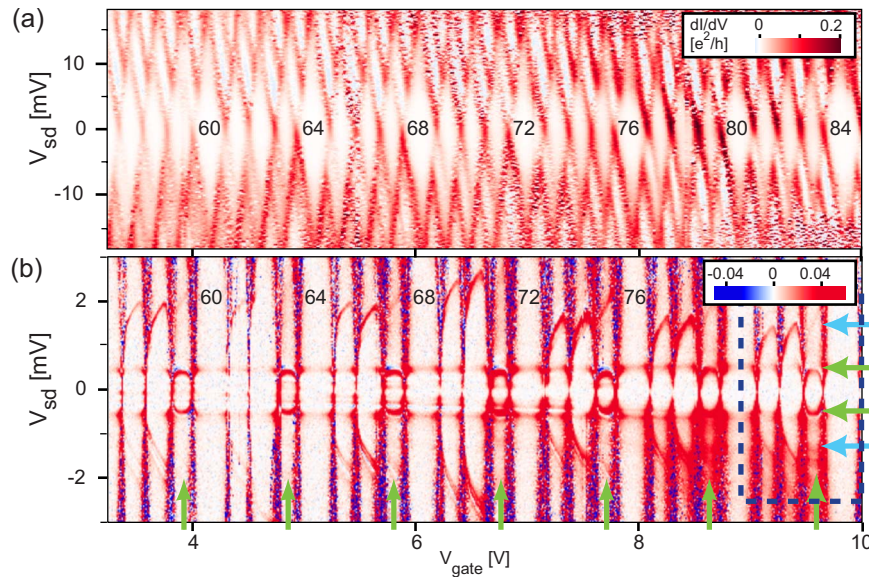 (a)
V_sd [mV]
10
0
-10
60 64 68 72 76 80 84
dI/dV
[e²/h]
0 0.2
(b)
V_sd [mV]
2
0
-2
60 64 68 72 76
-0.04 0 0.04
4 6 8 10
V_gate [V]